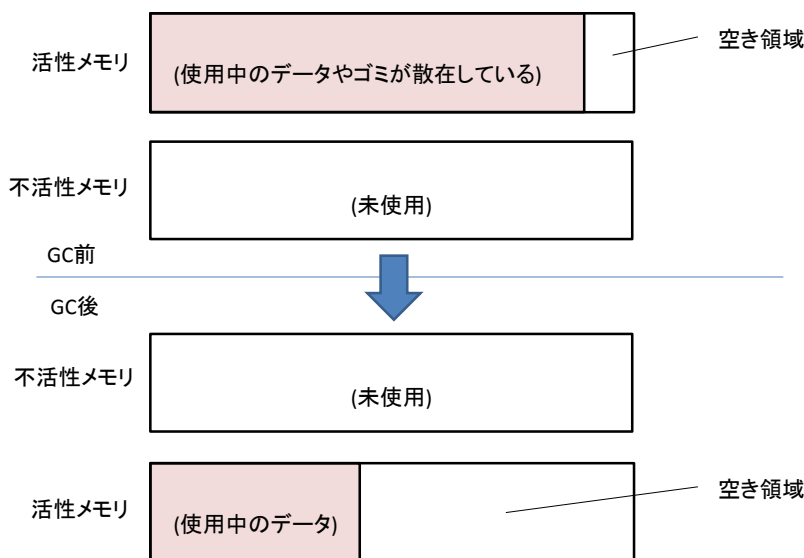 活性メモリ
(使用中のデータやゴミが散在している)
空き領域
不活性メモリ
(未使用)
GC前
GC後
不活性メモリ
(未使用)
活性メモリ
(使用中のデータ)
空き領域